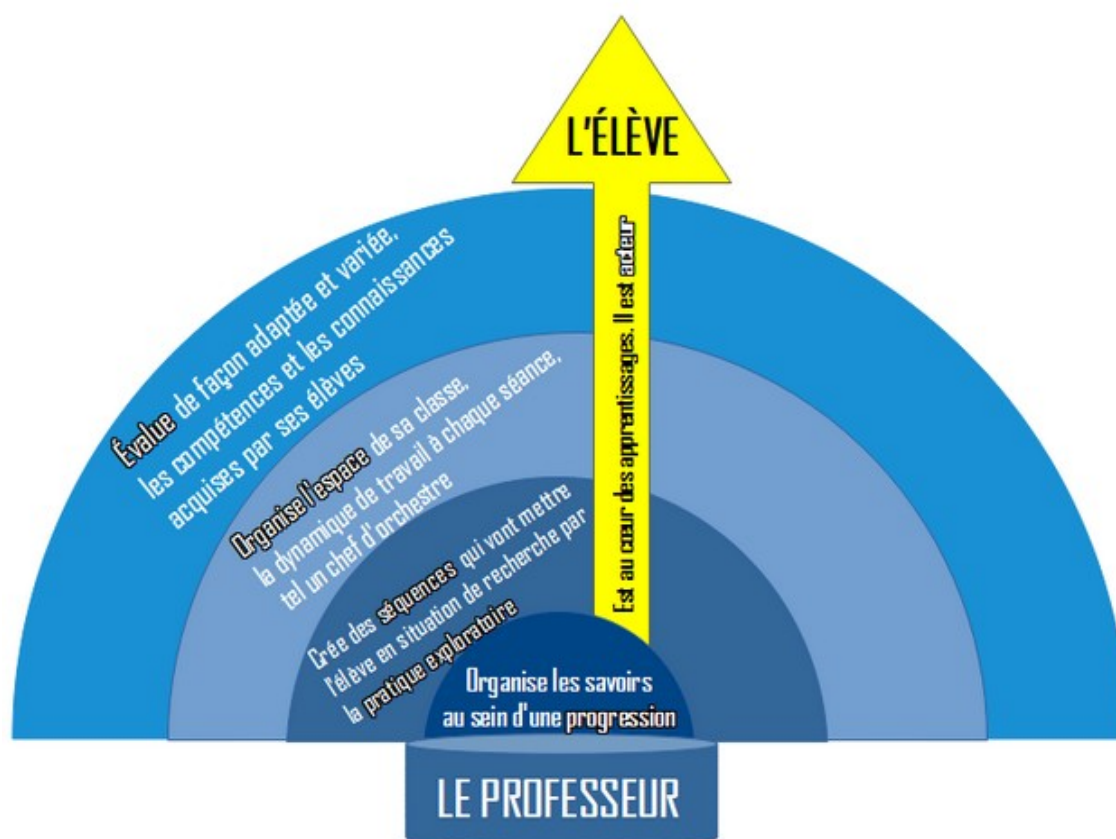 L'ÉLÈVE
Est au cœur des apprentissages. Il est acteur
Évalue de façon adaptée et variée,
les compétences et les connaissances
acquises par ses élèves
Organise l'espace de sa classe,
la dynamique de travail à chaque séance,
tel un chef d'orchestre
Crée des séquences qui vont mettre
l'élève en situation de recherche par
la pratique exploratoire
Organise les savoirs
au sein d'une progression
LE PROFESSEUR